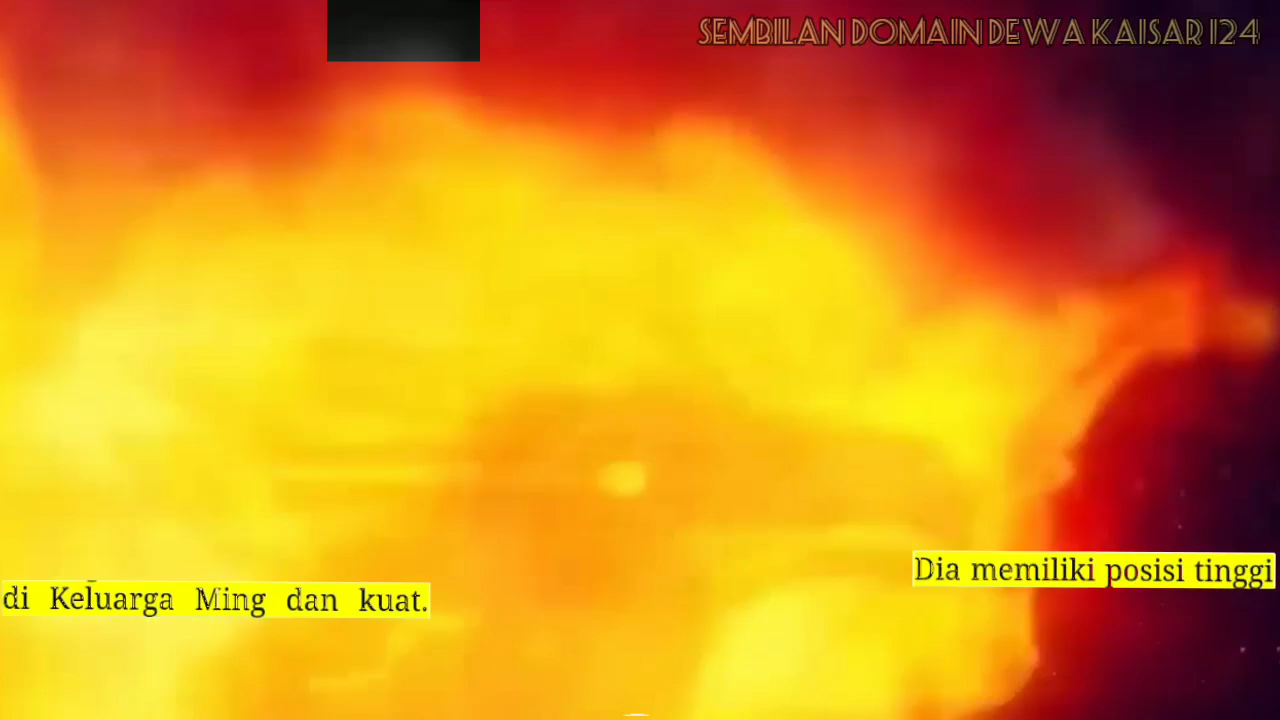 SEMBILAN DOMAIN DEWA KAISAR 124
Dia memiliki posisi tinggi
di Keluarga Ming dan kuat.